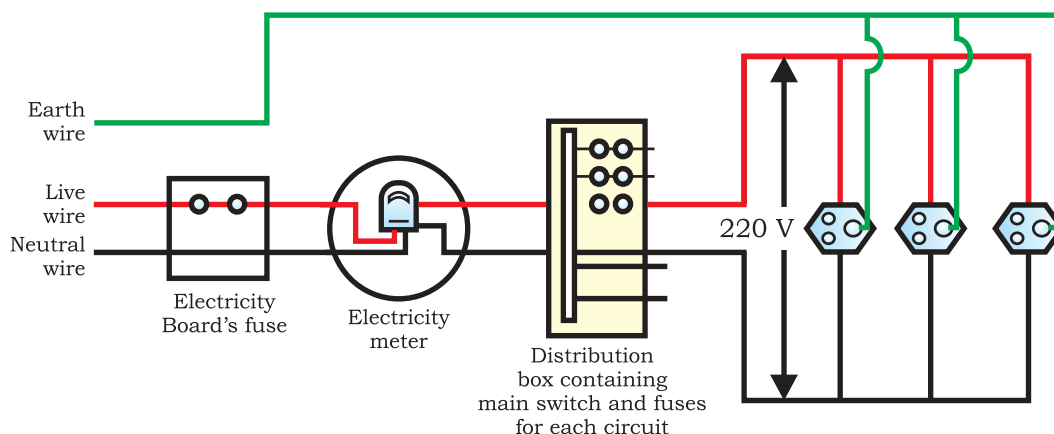 Earth
wire
Live
wire
Neutral
wire
Electricity
Board's fuse
Electricity
meter
Distribution
box containing
main switch and fuses
for each circuit
220 V